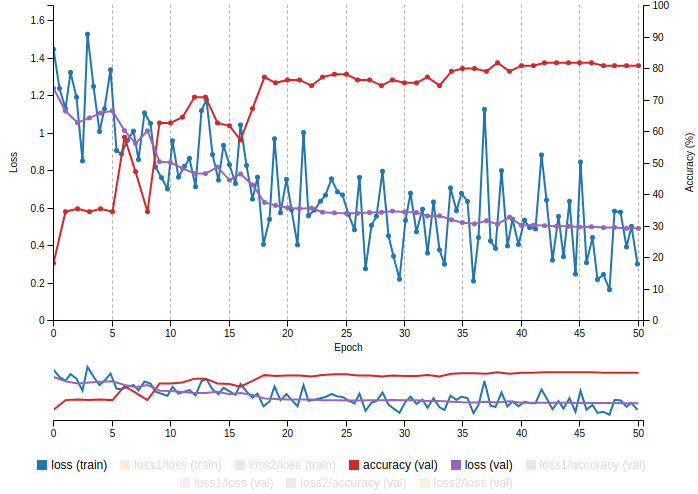 1.6
1.4
1.2
1
0.8
0.6
0.4
0.2
0
Loss
100
90
80
70
60
50
40
30
20
10
0
Accuracy (%)
0 5 10 15 20 25 30 35 40 45 50
Epoch
0 5 10 15 20 25 30 35 40 45 50
loss (train) loss1/loss (train) loss2/loss (train) accuracy (val) loss (val) loss1/accuracy (val)
loss1/loss (val) loss2/accuracy (val) loss2/loss (val)